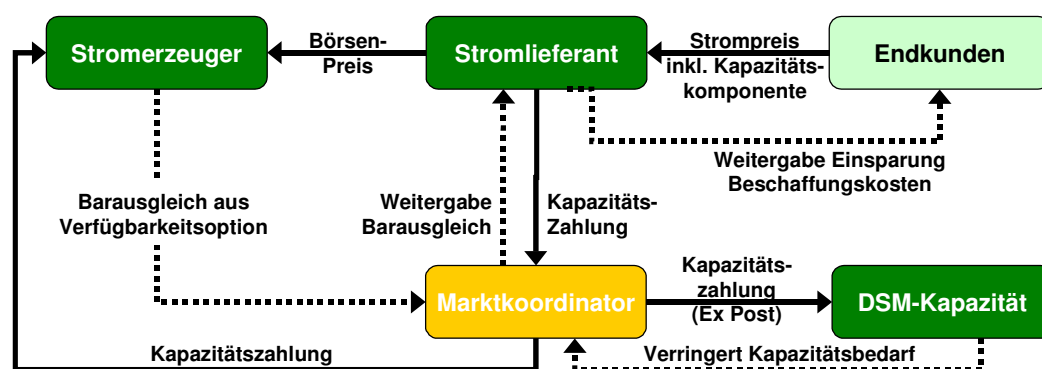 Stromerzeuger
Börsen-
Preis
Stromlieferant
Strompreis
inkl. Kapazitäts-
komponente
Endkunden
Weitergabe Einsparung
Beschaffungskosten
Barausgleich aus
Verfügbarkeitsoption
Weitergabe
Barausgleich
Kapazitäts-
Zahlung
Marktkoordinator
Kapazitäts-
zahlung
(Ex Post)
DSM-Kapazität
Kapazitätszahlung
Verringert Kapazitätsbedarf